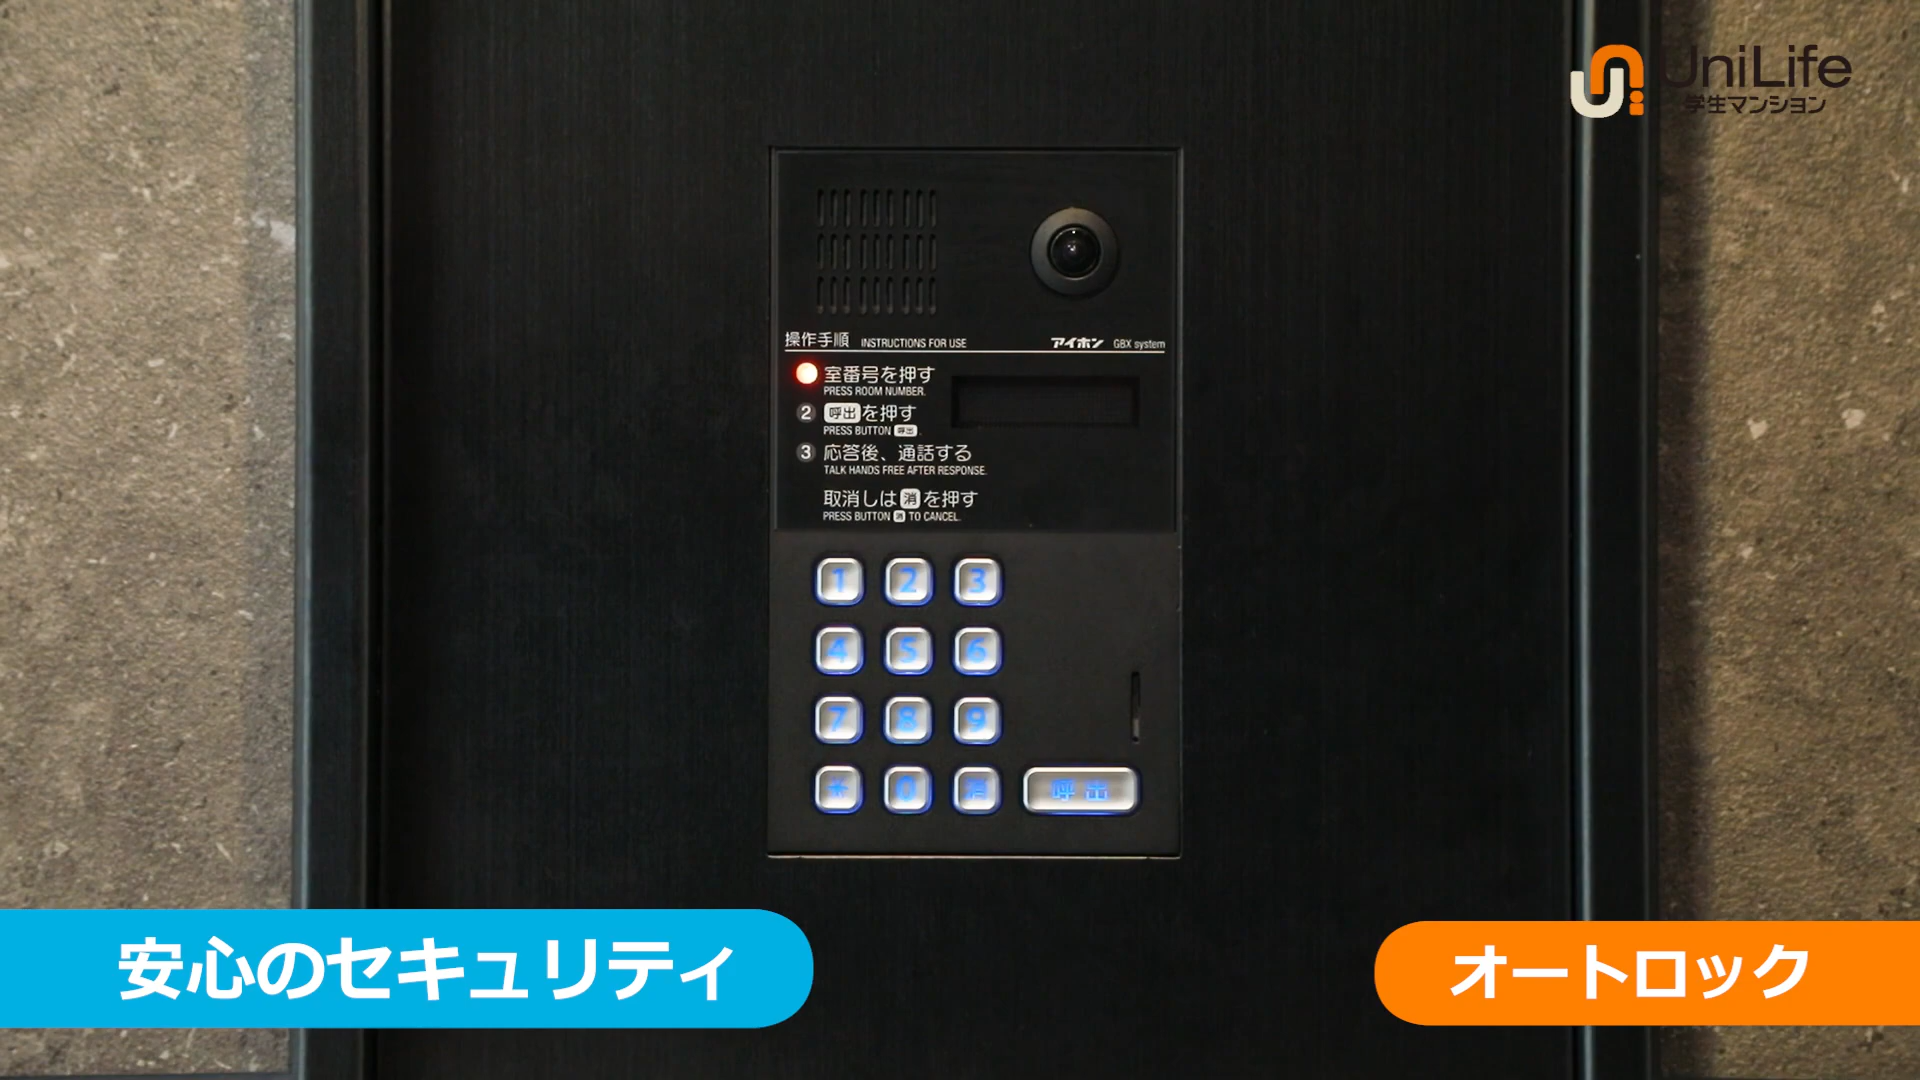 UniLife
学生マンション
操作手順 INSTRUCTIONS FOR USE
アイホン GBX system
室番号を押す
PRESS ROOM NUMBER.
2 呼出を押す
PRESS BUTTON 呼出.
3 応答後、通話する
TALK HANDS FREE AFTER RESPONSE.
取消しは消を押す
PRESS BUTTON 消 TO CANCEL.
1 2 3
4 5 6
7 8 9
* 0 消 呼出
安心のセキュリティ
オートロック